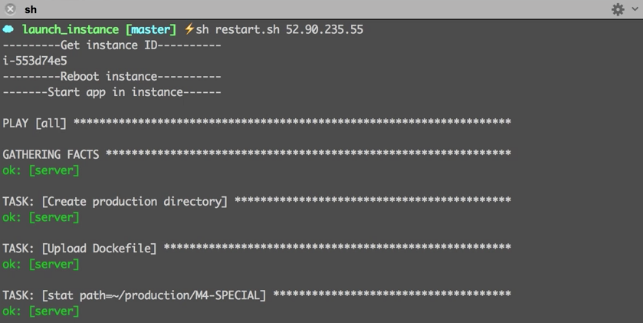 sh
launch_instance [master] ⚡sh restart.sh 52.90.235.55
---------Get instance ID----------
i-553d74e5
---------Reboot instance----------
-------Start app in instance------
PLAY [all] ********************************************************************
GATHERING FACTS ***************************************************************
ok: [server]
TASK: [Create production directory] *******************************************
ok: [server]
TASK: [Upload Dockefile] ******************************************************
ok: [server]
TASK: [stat path=~/production/M4-SPECIAL] *************************************
ok: [server]